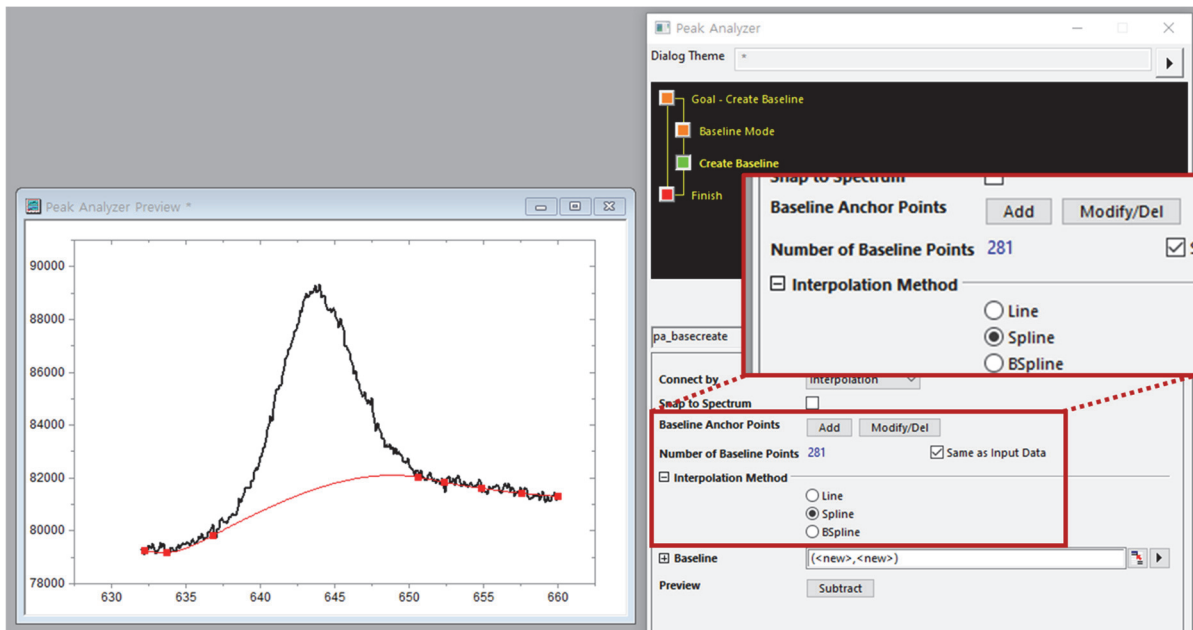 Peak Analyzer
Dialog Theme *
Goal - Create Baseline
Baseline Mode
Create Baseline
Finish
Snap to Spectrum
Baseline Anchor Points Add Modify/Del
Number of Baseline Points 281 S
Interpolation Method
Line
Spline
BSpline
pa_basecreate
Connect by Interpolation
Snap to Spectrum
Baseline Anchor Points Add Modify/Del
Number of Baseline Points 281 Same as Input Data
Interpolation Method
Line
Spline
BSpline
Baseline (<new>,<new>)
Preview Subtract
Peak Analyzer Preview *
90000
88000
86000
84000
82000
80000
78000
630 635 640 645 650 655 660